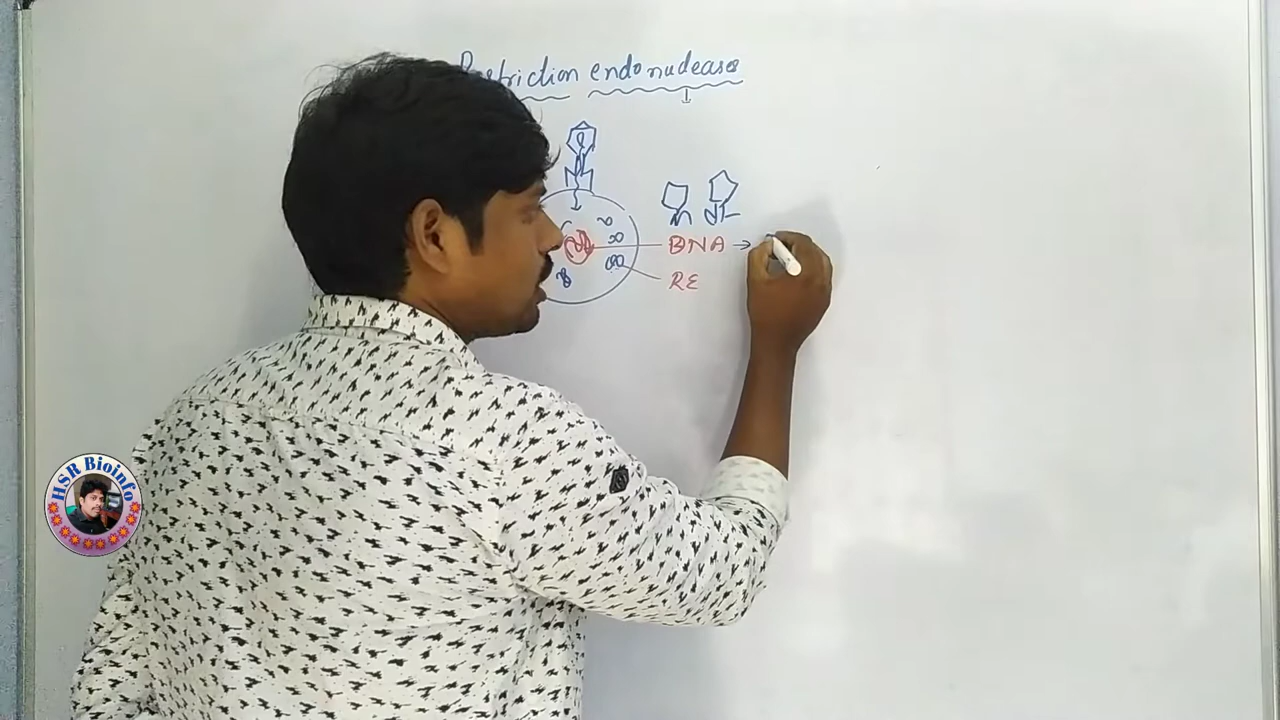 Restriction endonuclease
BNA →
RE
HSR Bioinfo